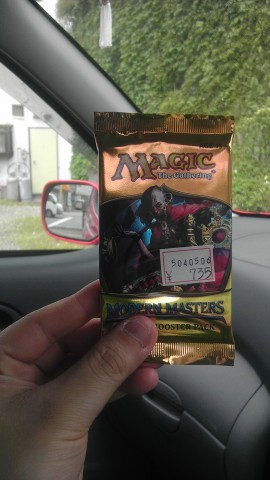 MAGIC
The Gathering®
5040506
¥ 735
MODERN MASTERS
BOOSTER PACK